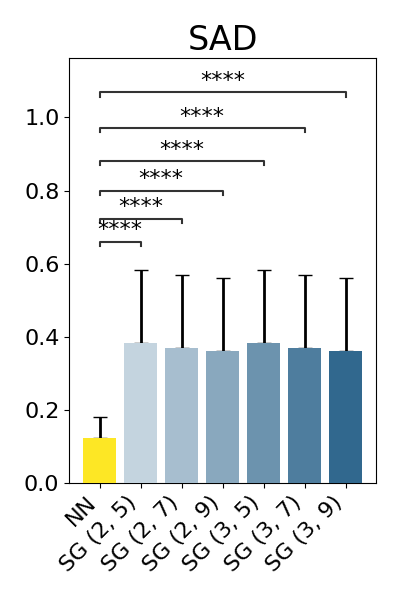 SAD
****
1.0
****
****
0.8
****
****
****
0.6
0.4
0.2
0.0
NN
SG (2, 5)
SG (2, 7)
SG (2, 9)
SG (3, 5)
SG (3, 7)
SG (3, 9)